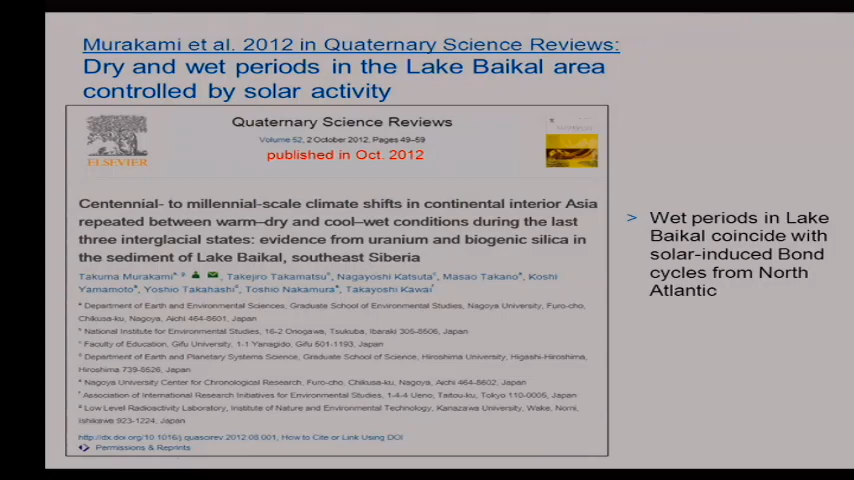 Murakami et al. 2012 in Quaternary Science Reviews:
Dry and wet periods in the Lake Baikal area
controlled by solar activity
Quaternary Science Reviews
Volume 52, 2 October 2012, Pages 49–59
published in Oct. 2012
ELSEVIER
Centennial- to millennial-scale climate shifts in continental interior Asia
repeated between warm–dry and cool–wet conditions during the last
three interglacial states: evidence from uranium and biogenic silica in
the sediment of Lake Baikal, southeast Siberia
Takuma Murakami, Takejiro Takamatsu, Nagayoshi Katsuta, Masao Takano, Koshi
Yamamoto, Yoshio Takahashi, Toshio Nakamura, Takayoshi Kawai
a Department of Earth and Environmental Sciences, Graduate School of Environmental Studies, Nagoya University, Furo-cho,
Chikusa-ku, Nagoya, Aichi 464-8601, Japan
b National Institute for Environmental Studies, 16-2 Onogawa, Tsukuba, Ibaraki 305-8506, Japan
c Faculty of Education, Gifu University, 1-1 Yanagido, Gifu 501-1193, Japan
d Department of Earth and Planetary Systems Science, Graduate School of Science, Hiroshima University, Higashi-Hiroshima,
Hiroshima 739-8526, Japan
e Nagoya University Center for Chronological Research, Furo-cho, Chikusa-ku, Nagoya, Aichi 464-8602, Japan
f Association of International Research Initiatives for Environmental Studies, 1-4-4 Ueno, Taitou-ku, Tokyo 110-0005, Japan
g Low Level Radioactivity Laboratory, Institute of Nature and Environmental Technology, Kanazawa University, Wake, Nomi,
Ishikawa 923-1224, Japan
http://dx.doi.org/10.1016/j.quascirev.2012.08.001, How to Cite or Link Using DOI
Permissions & Reprints
> Wet periods in Lake
Baikal coincide with
solar-induced Bond
cycles from North
Atlantic